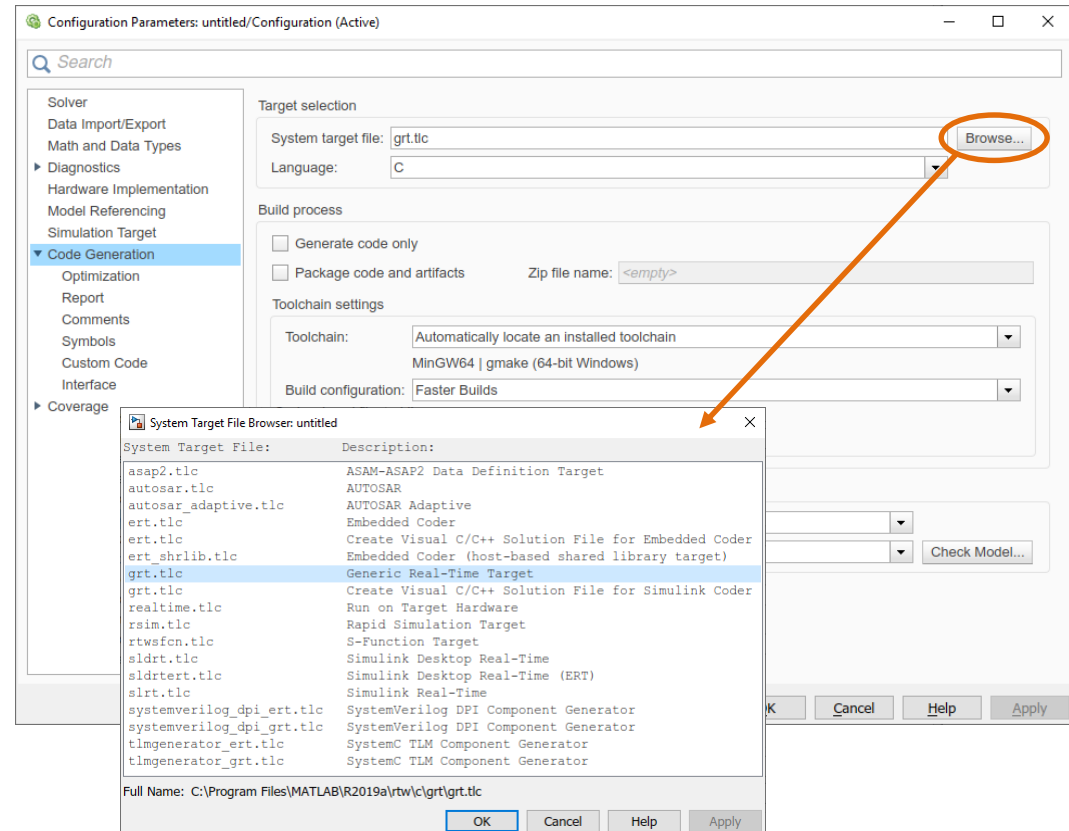 Configuration Parameters: untitled/Configuration (Active)
Search
Solver
Data Import/Export
Math and Data Types
Diagnostics
Hardware Implementation
Model Referencing
Simulation Target
Code Generation
Optimization
Report
Comments
Symbols
Custom Code
Interface
Coverage
Target selection
System target file: grt.tlc Browse...
Language: C
Build process
Generate code only
Package code and artifacts Zip file name: <empty>
Toolchain settings
Toolchain: Automatically locate an installed toolchain
MinGW64 | gmake (64-bit Windows)
Build configuration: Faster Builds
Check Model...
Cancel Help Apply
System Target File Browser: untitled
System Target File: Description:
asap2.tlc ASAM-ASAP2 Data Definition Target
autosar.tlc AUTOSAR
autosar_adaptive.tlc AUTOSAR Adaptive
ert.tlc Embedded Coder
ert.tlc Create Visual C/C++ Solution File for Embedded Coder
ert_shrlib.tlc Embedded Coder (host-based shared library target)
grt.tlc Generic Real-Time Target
grt.tlc Create Visual C/C++ Solution File for Simulink Coder
realtime.tlc Run on Target Hardware
rsim.tlc Rapid Simulation Target
rtwsfcn.tlc S-Function Target
sldrt.tlc Simulink Desktop Real-Time
sldrtert.tlc Simulink Desktop Real-Time (ERT)
slrt.tlc Simulink Real-Time
systemverilog_dpi_ert.tlc SystemVerilog DPI Component Generator
systemverilog_dpi_grt.tlc SystemVerilog DPI Component Generator
tlmgenerator_ert.tlc SystemC TLM Component Generator
tlmgenerator_grt.tlc SystemC TLM Component Generator
Full Name: C:\Program Files\MATLAB\R2019a\rtw\c\grt\grt.tlc
OK Cancel Help Apply